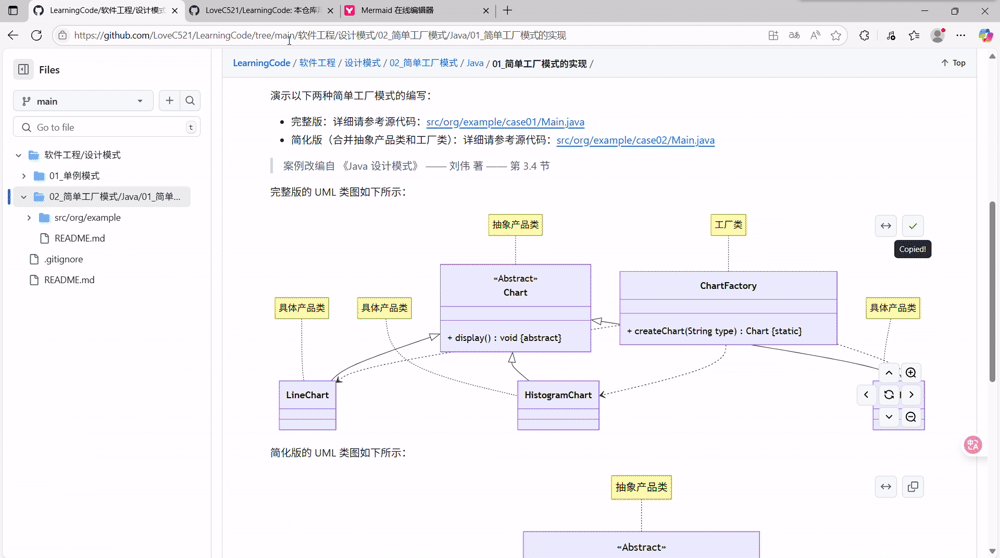 LearningCode/软件工程/设计模式
LoveC521/LearningCode: 本仓库
Mermaid 在线编辑器
https://github.com/LoveC521/LearningCode/tree/main/软件工程/设计模式/02_简单工厂模式/Java/01_简单工厂模式的实现
Files
main
Go to file
t
软件工程/设计模式
01_单例模式
02_简单工厂模式/Java/01_简单...
src/org/example
README.md
.gitignore
README.md
LearningCode / 软件工程 / 设计模式 / 02_简单工厂模式 / Java / 01_简单工厂模式的实现 /
Top
演示以下两种简单工厂模式的编写：
• 完整版：详细请参考源代码：src/org/example/case01/Main.java
• 简化版（合并抽象产品类和工厂类）：详细请参考源代码：src/org/example/case02/Main.java
案例改编自 《Java 设计模式》 —— 刘伟 著 —— 第 3.4 节
完整版的 UML 类图如下所示：
抽象产品类
工厂类
Copied!
«Abstract»
Chart
+ display() : void {abstract}
ChartFactory
+ createChart(String type) : Chart {static}
具体产品类
具体产品类
具体产品类
LineChart
HistogramChart
简化版的 UML 类图如下所示：
抽象产品类
«Abstract»